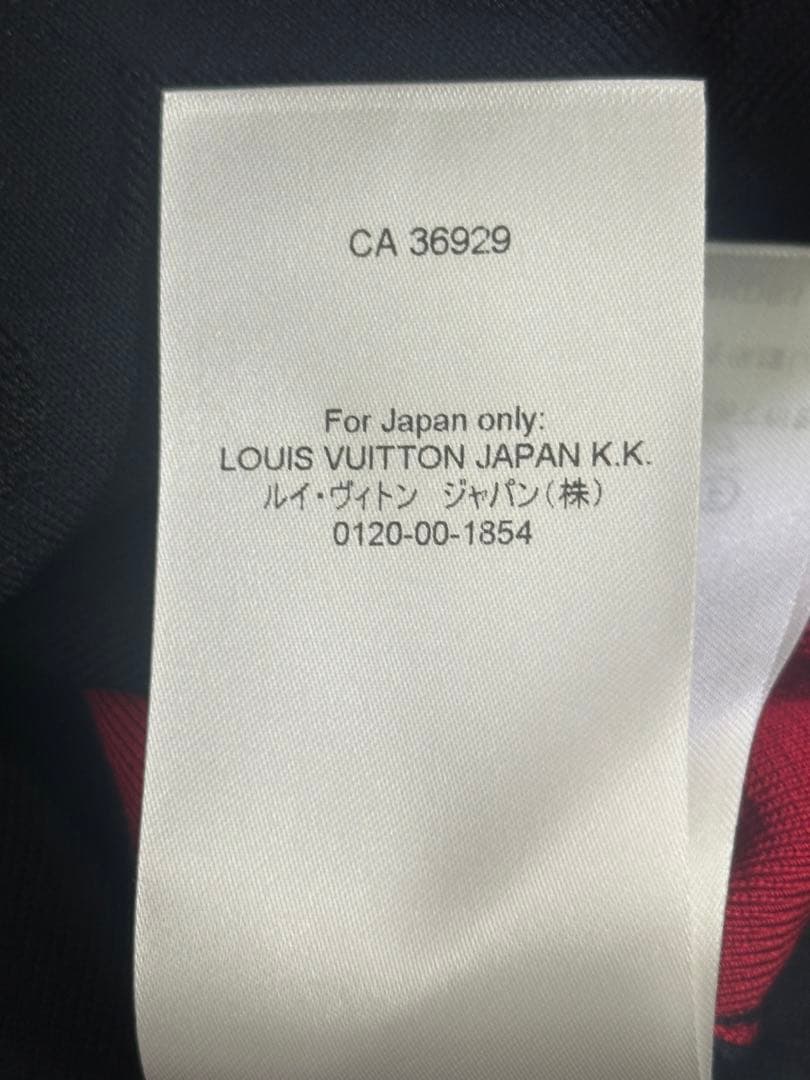 CA 36929
For Japan only:
LOUIS VUITTON JAPAN K.K.
ルイ・ヴィトン ジャパン(株)
0120-00-1854